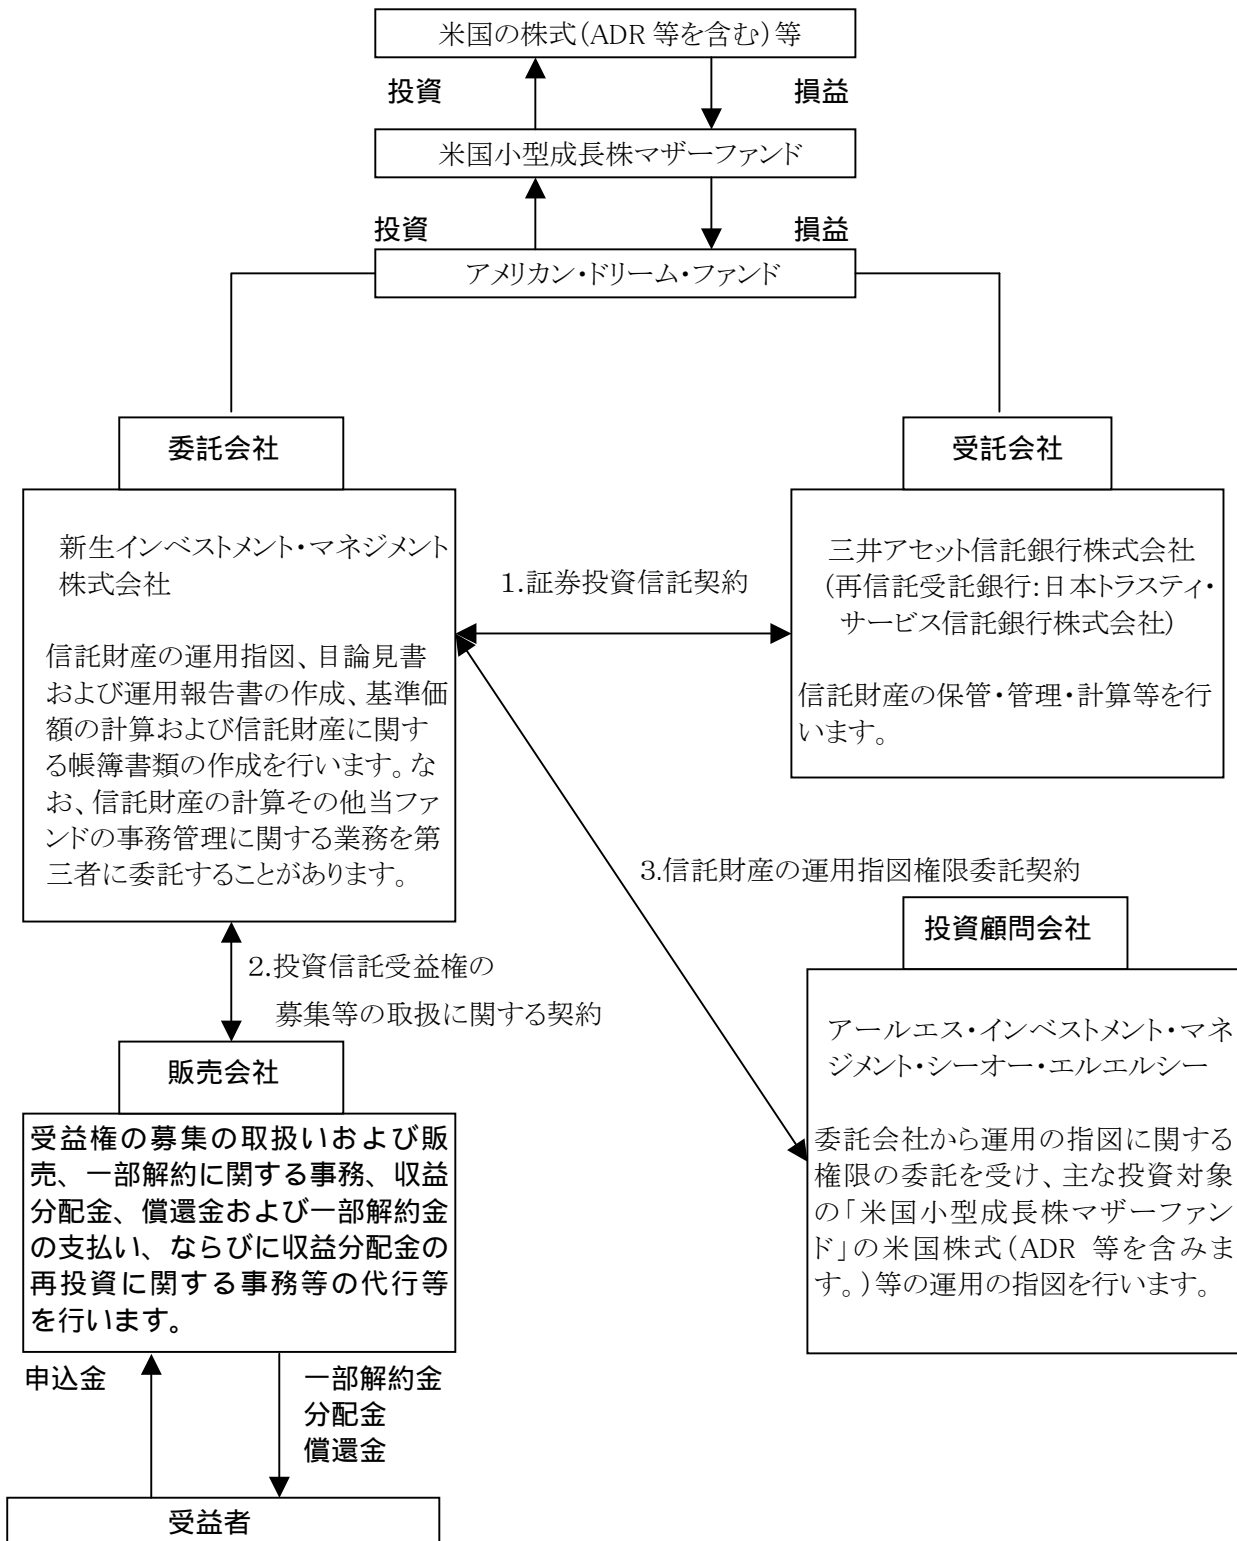 米国の株式(ADR 等を含む)等
投資
損益
米国小型成長株マザーファンド
投資
損益
アメリカン・ドリーム・ファンド
委託会社
受託会社
新生インベストメント・マネジメント
株式会社
信託財産の運用指図、目論見書
および運用報告書の作成、基準価
額の計算および信託財産に関す
る帳簿書類の作成を行います。な
お、信託財産の計算その他当ファ
ンドの事務管理に関する業務を第
三者に委託することがあります。
1.証券投資信託契約
三井アセット信託銀行株式会社
(再信託受託銀行:日本トラスティ・
サービス信託銀行株式会社)
信託財産の保管・管理・計算等を行
います。
3.信託財産の運用指図権限委託契約
2.投資信託受益権の
募集等の取扱に関する契約
投資顧問会社
アールエス・インベストメント・マネ
ジメント・シーオー・エルエルシー
委託会社から運用の指図に関する
権限の委託を受け、主な投資対象
の「米国小型成長株マザーファン
ド」の米国株式(ADR 等を含みま
す。)等の運用の指図を行います。
販売会社
受益権の募集の取扱いおよび販
売、一部解約に関する事務、収益
分配金、償還金および一部解約金
の支払い、ならびに収益分配金の
再投資に関する事務等の代行等
を行います。
申込金
一部解約金
分配金
償還金
受益者